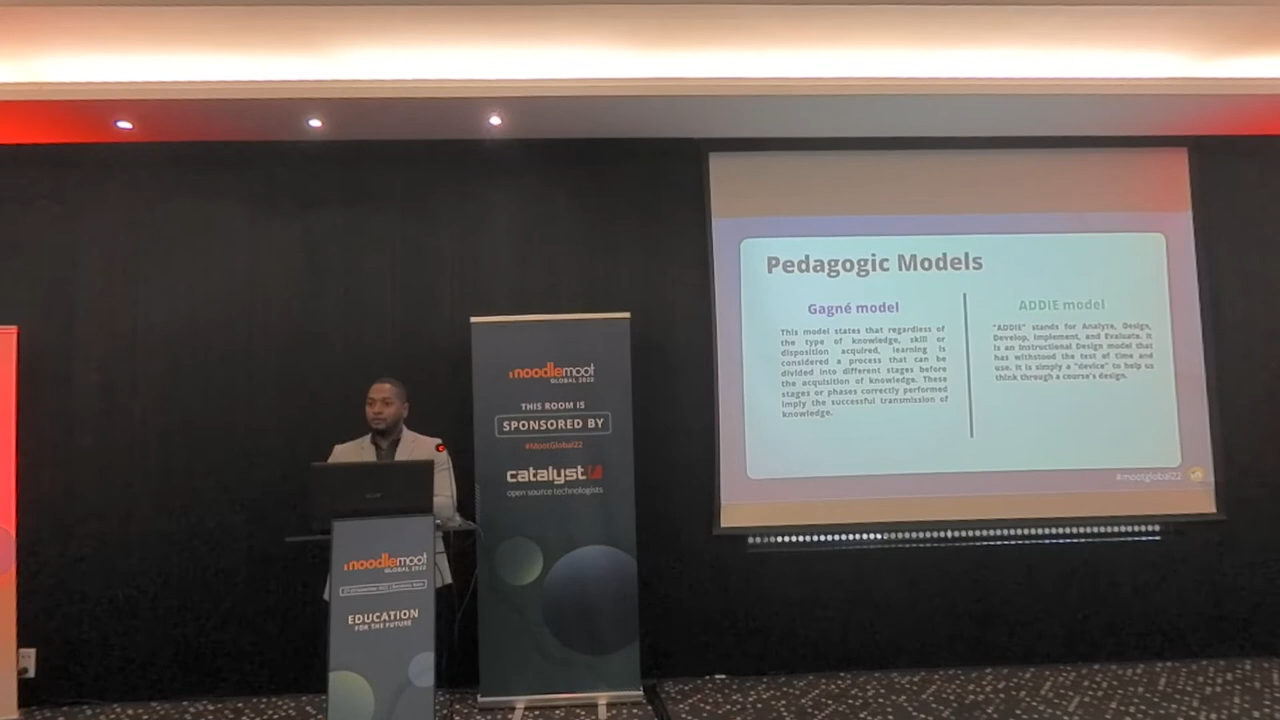 Pedagogic Models
Gagné model
This model states that regardless of
the type of knowledge, skill or
disposition acquired, learning is
considered a process that can be
divided into different stages before
the acquisition of knowledge. These
stages or phases correctly performed
imply the successful transmission of
knowledge.
ADDIE model
"ADDIE" stands for Analyze, Design,
Develop, Implement, and Evaluate. It
is an Instructional Design model that
has withstood the test of time and
use. It is simply a "device" to help us
think through a course's design.
#mootglobal22
moodlemoot
GLOBAL 2022
THIS ROOM IS
SPONSORED BY
#MootGlobal22
catalyst
open source technologists
moodlemoot
GLOBAL 2022
EDUCATION
FOR THE FUTURE